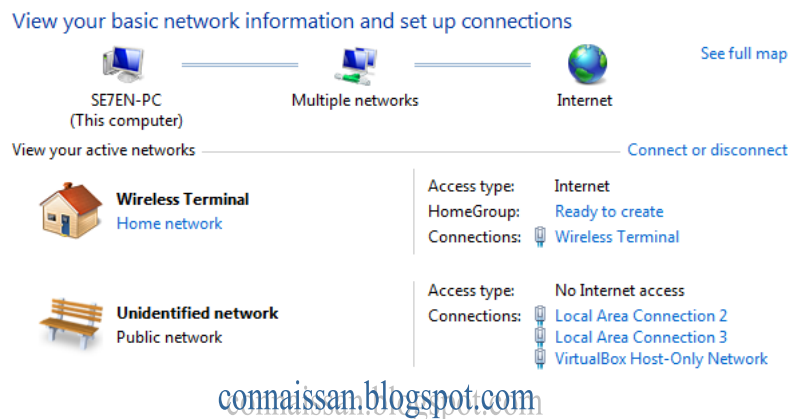 View your basic network information and set up connections
See full map
SE7EN-PC
(This computer)
Multiple networks
Internet
View your active networks
Connect or disconnect
Wireless Terminal
Home network
Access type: Internet
HomeGroup: Ready to create
Connections: Wireless Terminal
Unidentified network
Public network
Access type: No Internet access
Connections: Local Area Connection 2
Local Area Connection 3
VirtualBox Host-Only Network
connaissan.blogspot.com